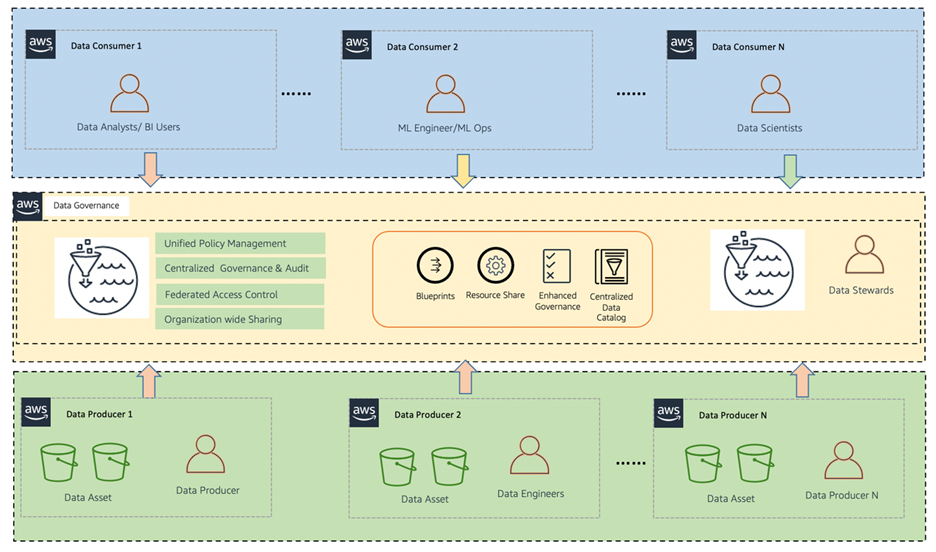 aws
Data Consumer 1
Data Analysts/ BI Users
......
aws
Data Consumer 2
ML Engineer/ML Ops
......
aws
Data Consumer N
Data Scientists
aws
Data Governance
Unified Policy Management
Centralized Governance & Audit
Federated Access Control
Organization wide Sharing
Blueprints
Resource Share
Enhanced
Governance
Centralized
Data
Catalog
Data Stewards
aws
Data Producer 1
Data Asset
Data Producer
aws
Data Producer 2
Data Asset
Data Engineers
......
aws
Data Producer N
Data Asset
Data Producer N